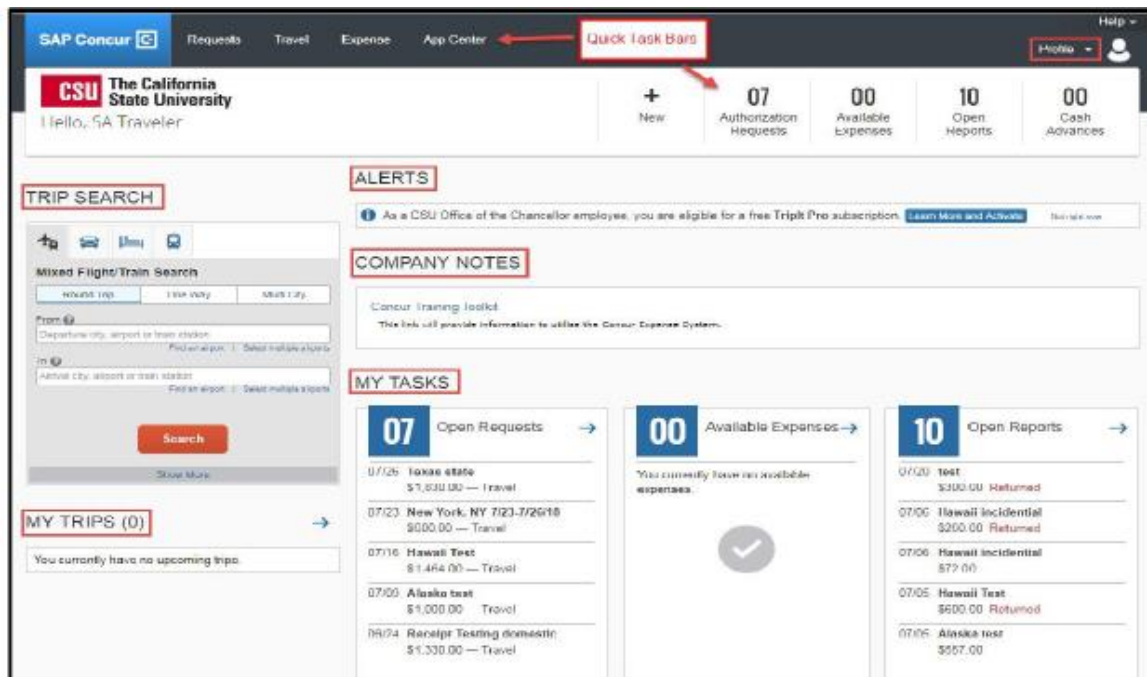 Help
SAP Concur C
Requests Travel Expense App Center
Quick Task Bars
Profile
CSU The California
State University
Hello, SA Traveler
+
New
07
Authorization
Requests
00
Available
Expenses
10
Open
Reports
00
Cash
Advances
TRIP SEARCH
Mixed Flight/Train Search
Round Trip One Way Multi City
From ?
Departure city, airport or train station
Find an airport | Select multiple airports
To ?
Arrival city, airport or train station
Find an airport | Select multiple airports
Search
Show More
MY TRIPS (0)
You currently have no upcoming trips.
ALERTS
As a CSU Office of the Chancellor employee, you are eligible for a free TripIt Pro subscription. Learn More and Activate Not right now
COMPANY NOTES
Concur Training Toolkit
This link will provide information to utilize the Concur Expense System.
MY TASKS
07 Open Requests
07/26 Texas state
— Travel
07/23 New York, NY 7/23-7/26/18
— Travel
07/16 Hawaii Test
$1,464.00 — Travel
07/09 Alaska test
$1,000.00 Travel
06/24 Receipt Testing domestic
$1,330.00 — Travel
00 Available Expenses
You currently have no available
expenses.
10 Open Reports
07/20 test
$300.00 Returned
07/06 Hawaii incidential
$200.00 Returned
07/06 Hawaii incidential
$72.00
07/05 Hawaii Test
$600.00 Returned
07/05 Alaska test